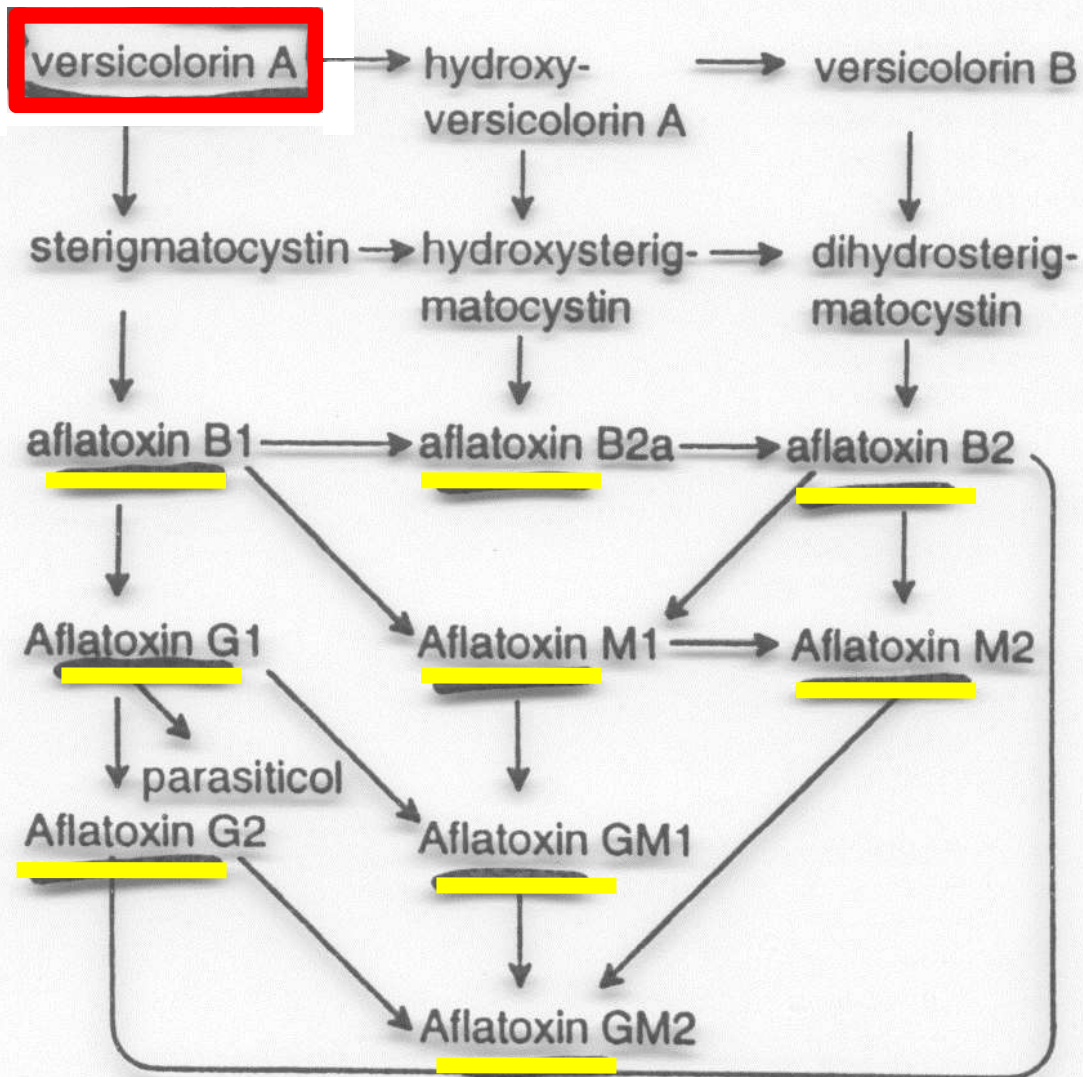 versicolorin A
hydroxy-
versicolorin A
versicolorin B
sterigmatocystin
hydroxysterig-
matocystin
dihydrosterig-
matocystin
aflatoxin B1
aflatoxin B2a
aflatoxin B2
Aflatoxin G1
Aflatoxin M1
Aflatoxin M2
parasiticol
Aflatoxin G2
Aflatoxin GM1
Aflatoxin GM2